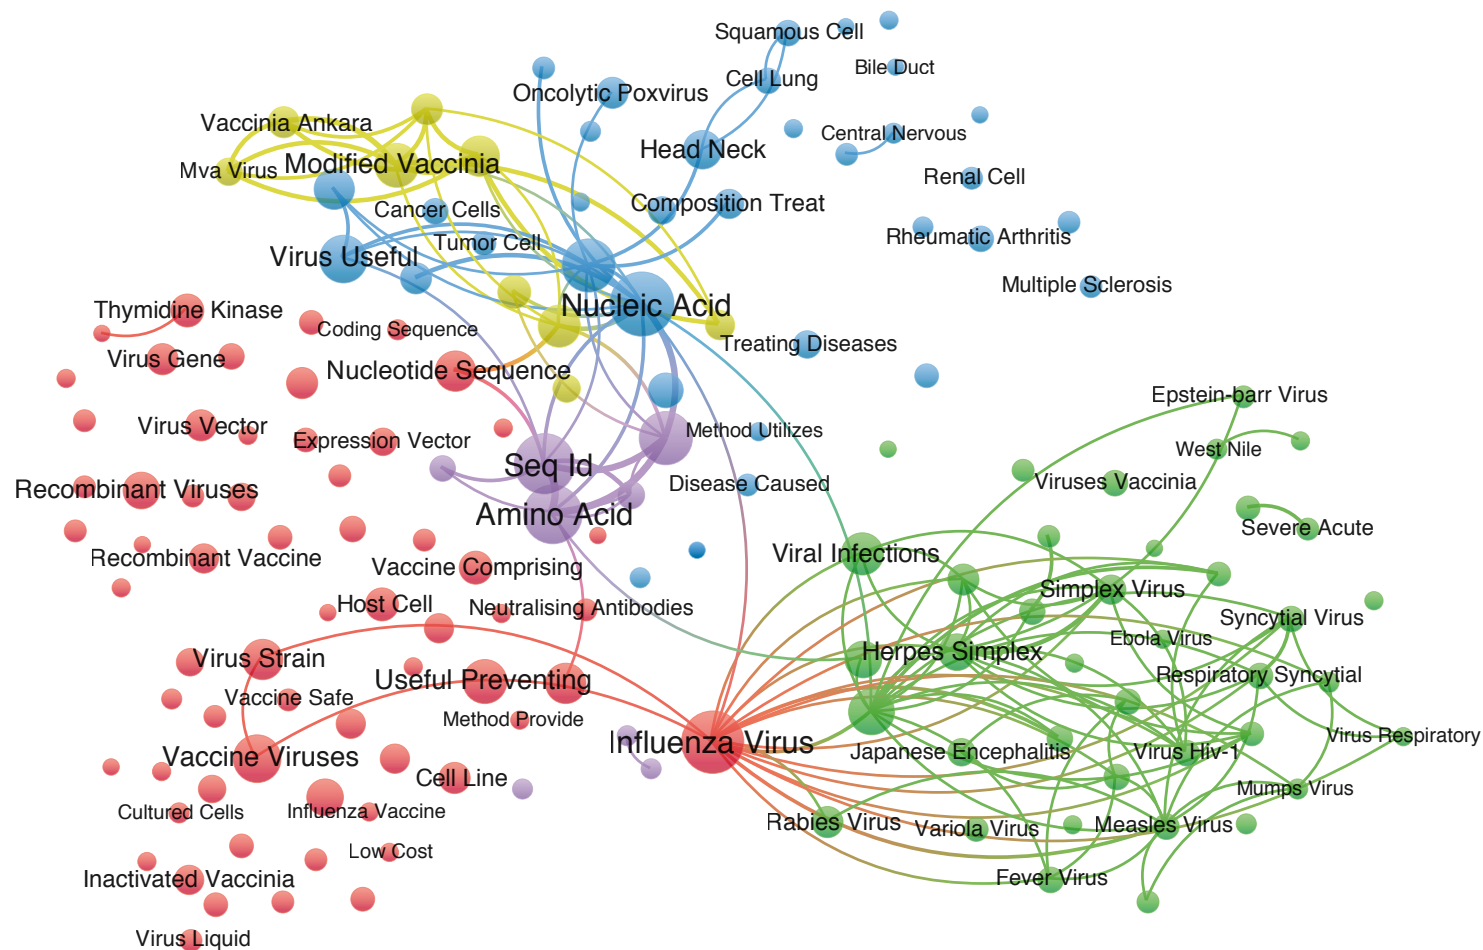 Squamous Cell
Bile Duct
Cell Lung
Oncolytic Poxvirus
Vaccinia Ankara
Central Nervous
Head Neck
Modified Vaccinia
Mva Virus
Renal Cell
Composition Treat
Cancer Cells
Rheumatic Arthritis
Tumor Cell
Virus Useful
Multiple Sclerosis
Nucleic Acid
Thymidine Kinase
Coding Sequence
Treating Diseases
Virus Gene
Nucleotide Sequence
Epstein-barr Virus
Virus Vector
Method Utilizes
Expression Vector
West Nile
Seq Id
Viruses Vaccinia
Disease Caused
Recombinant Viruses
Amino Acid
Severe Acute
Viral Infections
Recombinant Vaccine
Vaccine Comprising
Simplex Virus
Host Cell
Neutralising Antibodies
Syncytial Virus
Ebola Virus
Herpes Simplex
Virus Strain
Respiratory Syncytial
Useful Preventing
Vaccine Safe
Method Provide
Virus Respiratory
Influenza Virus
Japanese Encephalitis
Virus Hiv-1
Vaccine Viruses
Cell Line
Mumps Virus
Cultured Cells
Influenza Vaccine
Rabies Virus
Variola Virus
Measles Virus
Low Cost
Fever Virus
Inactivated Vaccinia
Virus Liquid